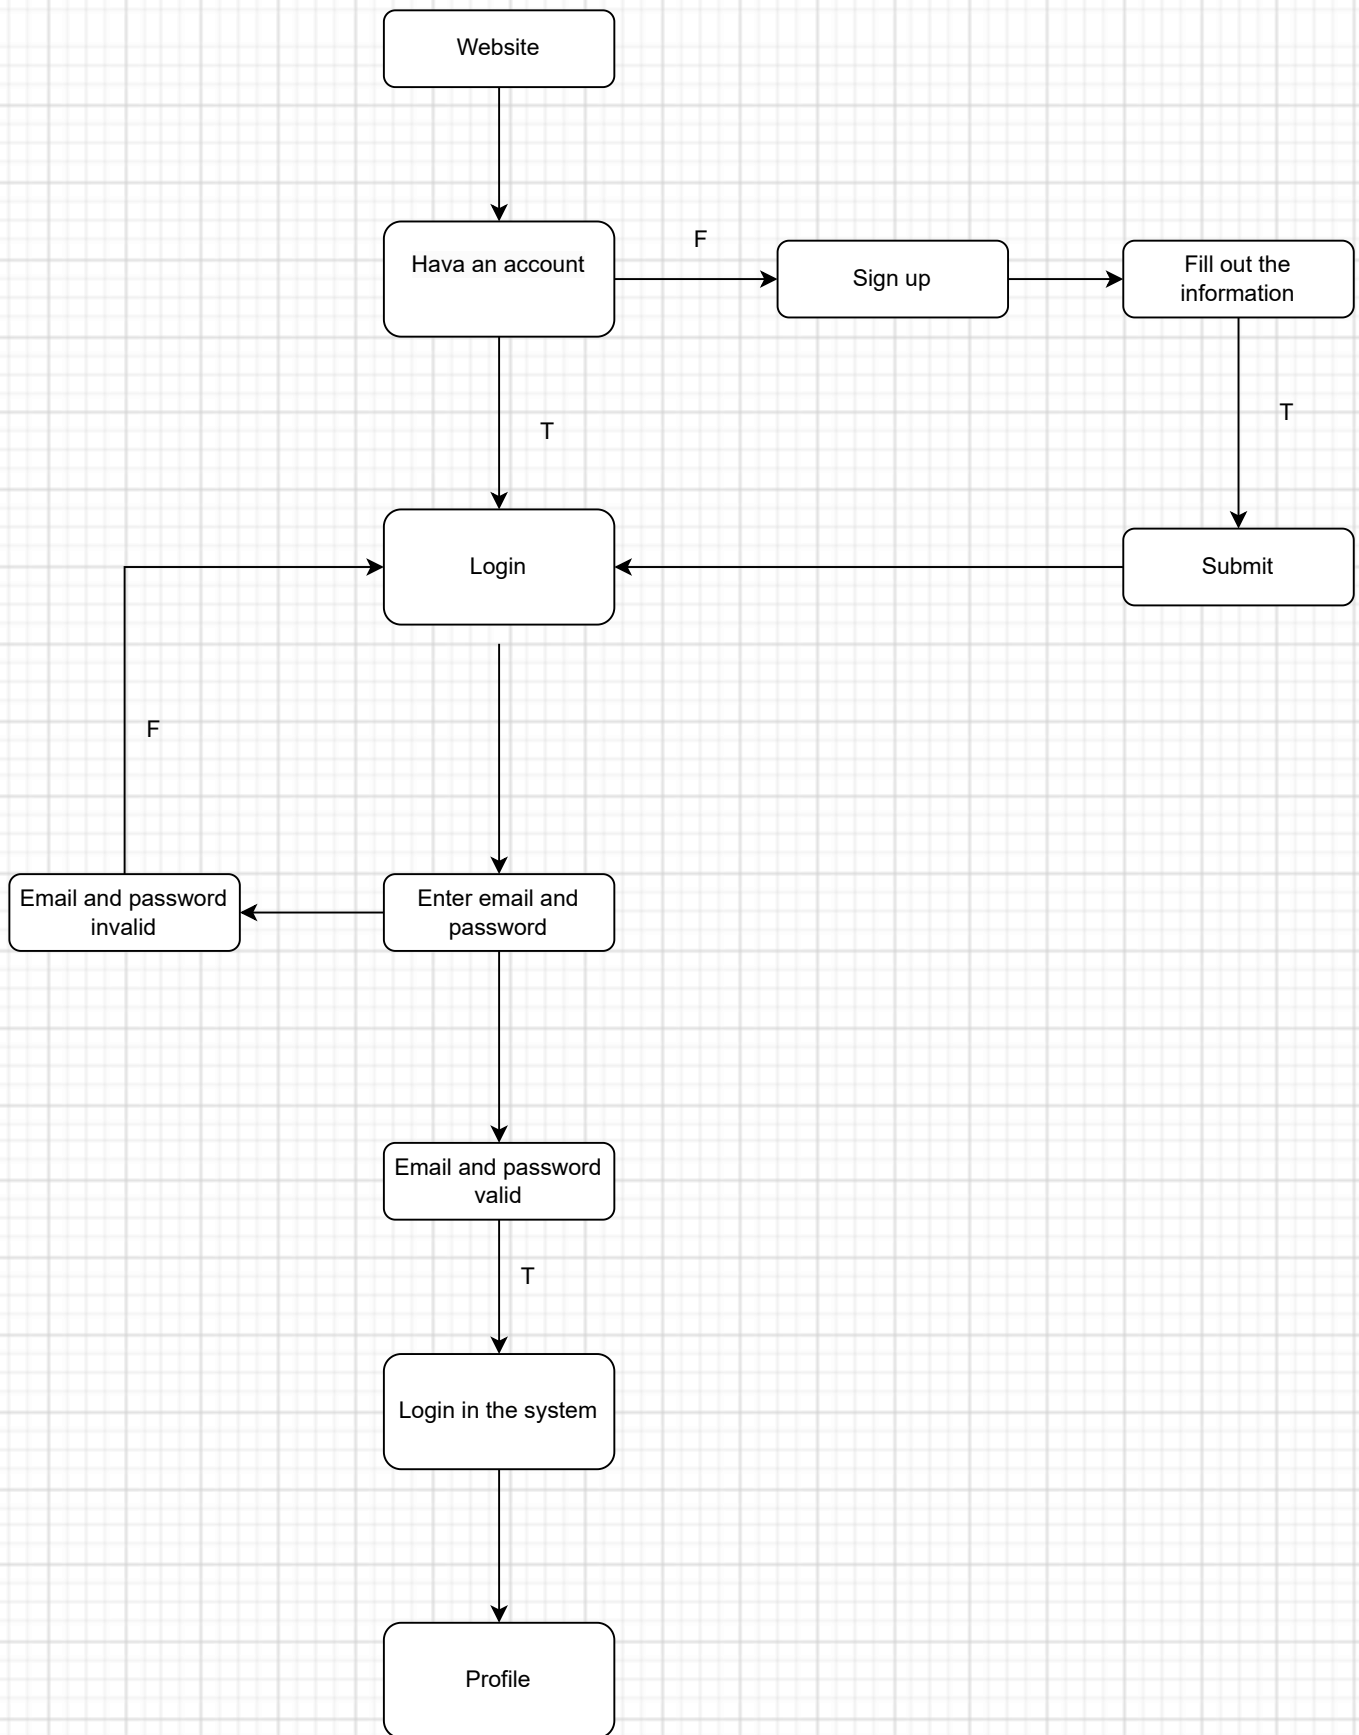 Website
Hava an account
F
Sign up
Fill out the
information
T
T
Login
Submit
F
Email and password
invalid
Enter email and
password
Email and password
valid
T
Login in the system
Profile